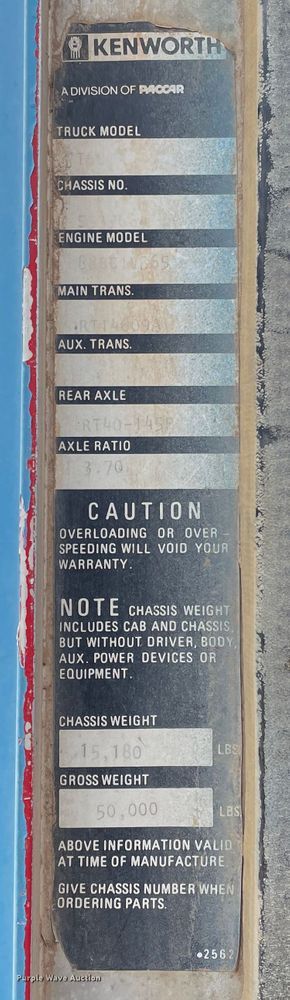 KENWORTH
A DIVISION OF PACCAR
TRUCK MODEL
CHASSIS NO.
ENGINE MODEL
MAIN TRANS.
AUX. TRANS.
REAR AXLE
RT40-145
AXLE RATIO
3.70
CAUTION
OVERLOADING OR OVER-
SPEEDING WILL VOID YOUR
WARRANTY.
NOTE CHASSIS WEIGHT
INCLUDES CAB AND CHASSIS,
BUT WITHOUT DRIVER, BODY,
AUX. POWER DEVICES OR
EQUIPMENT.
CHASSIS WEIGHT
15,180 LBS
GROSS WEIGHT
50,000 LBS
ABOVE INFORMATION VALID
AT TIME OF MANUFACTURE
GIVE CHASSIS NUMBER WHEN
ORDERING PARTS.
•2562
Purple Wave Auction